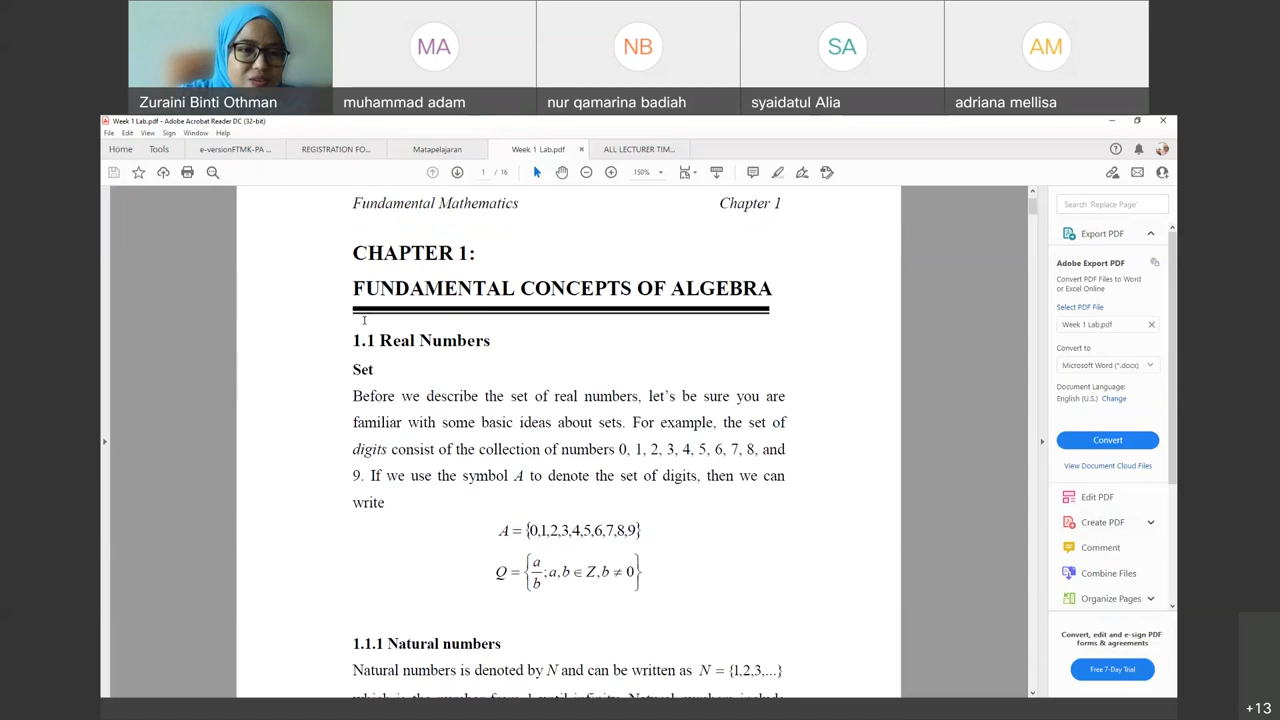 MA
NB
SA
AM
Zuraini Binti Othman
muhammad adam
nur qamarina badiah
syaidatul Alia
adriana mellisa
Week 1 Lab.pdf - Adobe Acrobat Reader DC (32-bit)
File Edit View Sign Window Help
Home Tools e-versionFTMK-PA ... REGISTRATION FO... Matapelajaran Week 1 Lab.pdf × ALL LECTURER TIM...
1 / 16 150%
Fundamental Mathematics Chapter 1
CHAPTER 1:
FUNDAMENTAL CONCEPTS OF ALGEBRA
1.1 Real Numbers
Set
Before we describe the set of real numbers, let's be sure you are
familiar with some basic ideas about sets. For example, the set of
digits consist of the collection of numbers 0, 1, 2, 3, 4, 5, 6, 7, 8, and
9. If we use the symbol A to denote the set of digits, then we can
write
A = {0,1,2,3,4,5,6,7,8,9}
Q = {a/b ; a,b ∈ Z, b ≠ 0}
1.1.1 Natural numbers
Natural numbers is denoted by N and can be written as N = {1,2,3,...}
which is the number from 1 until infinity. Natural numbers include
Search 'Replace Page'
Export PDF
Adobe Export PDF
Convert PDF Files to Word
or Excel Online
Select PDF File
Week 1 Lab.pdf ×
Convert to
Microsoft Word (*.docx)
Document Language:
English (U.S.) Change
Convert
View Document Cloud Files
Edit PDF
Create PDF
Comment
Combine Files
Organize Pages
Convert, edit and e-sign PDF
forms & agreements
Free 7-Day Trial
+13